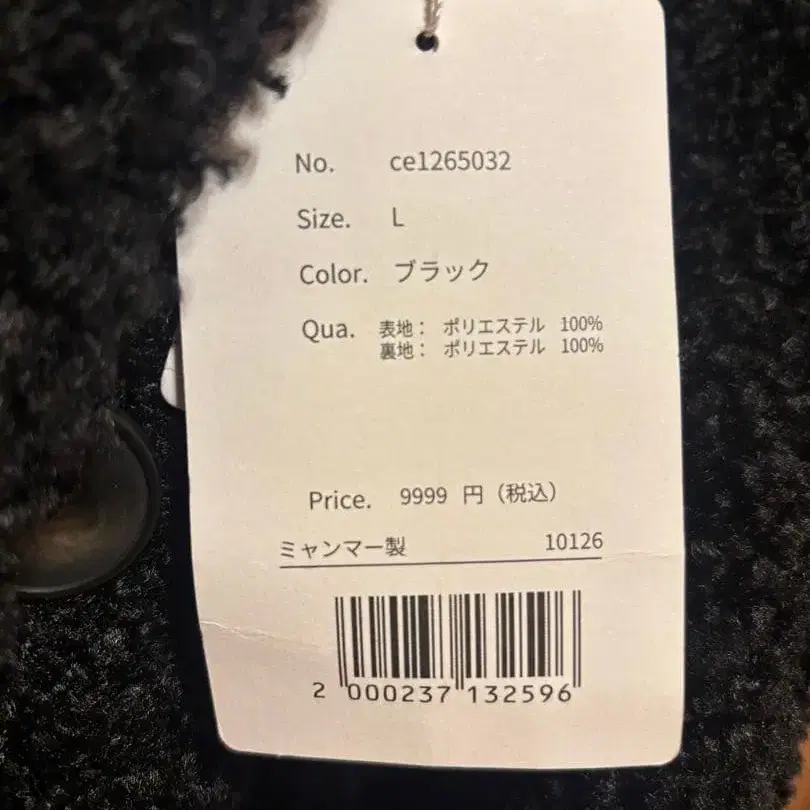 No. ce1265032
Size. L
Color. ブラック
Qua. 表地： ポリエステル 100%
裏地： ポリエステル 100%
Price. 9999 円（税込）
ミャンマー製 10126
2 000237 132596